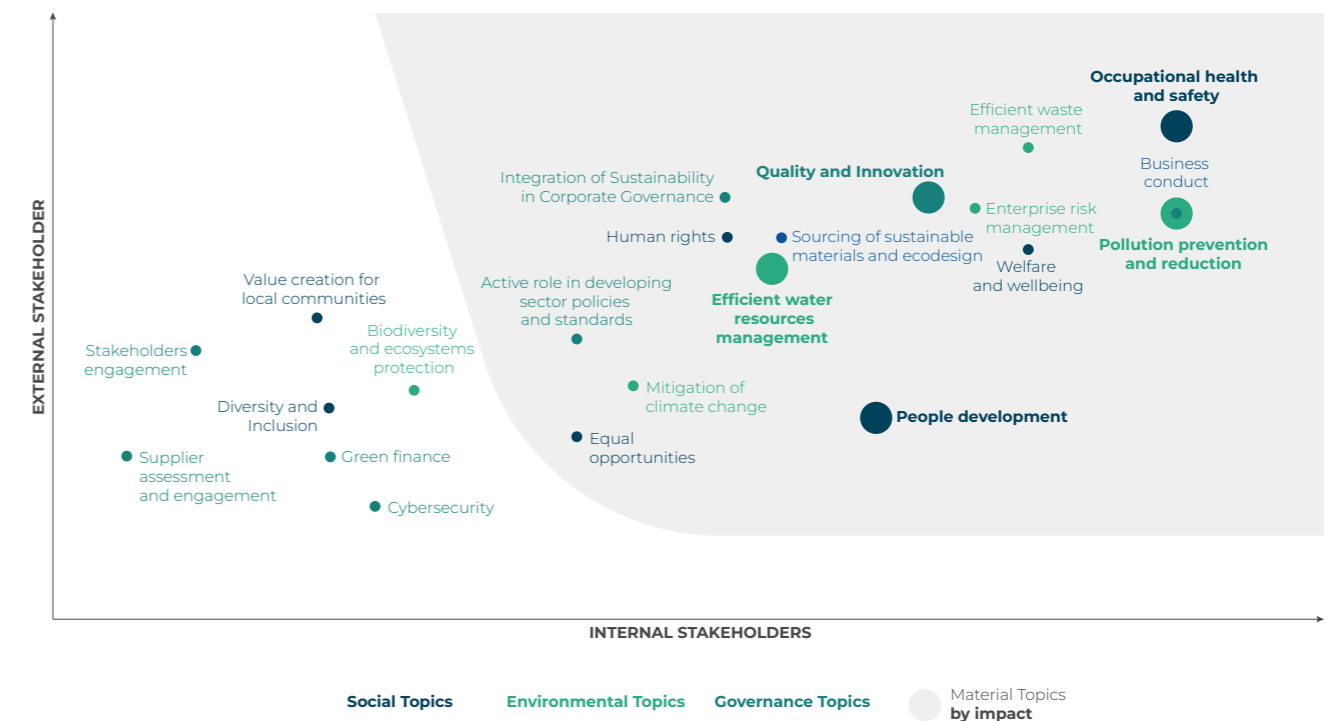 EXTERNAL STAKEHOLDER
Occupational health
and safety
Efficient waste
management
Business
conduct
Quality and Innovation
Integration of Sustainability
in Corporate Governance
Enterprise risk
management
Human rights
Sourcing of sustainable
materials and ecodesign
Pollution prevention
and reduction
Welfare
and wellbeing
Value creation for
local communities
Active role in developing
sector policies
and standards
Efficient water
resources
management
Biodiversity
and ecosystems
protection
Stakeholders
engagement
Mitigation of
climate change
Diversity and
Inclusion
People development
Equal
opportunities
Supplier
assessment
and engagement
Green finance
Cybersecurity
INTERNAL STAKEHOLDERS
Social Topics
Environmental Topics
Governance Topics
Material Topics
by impact